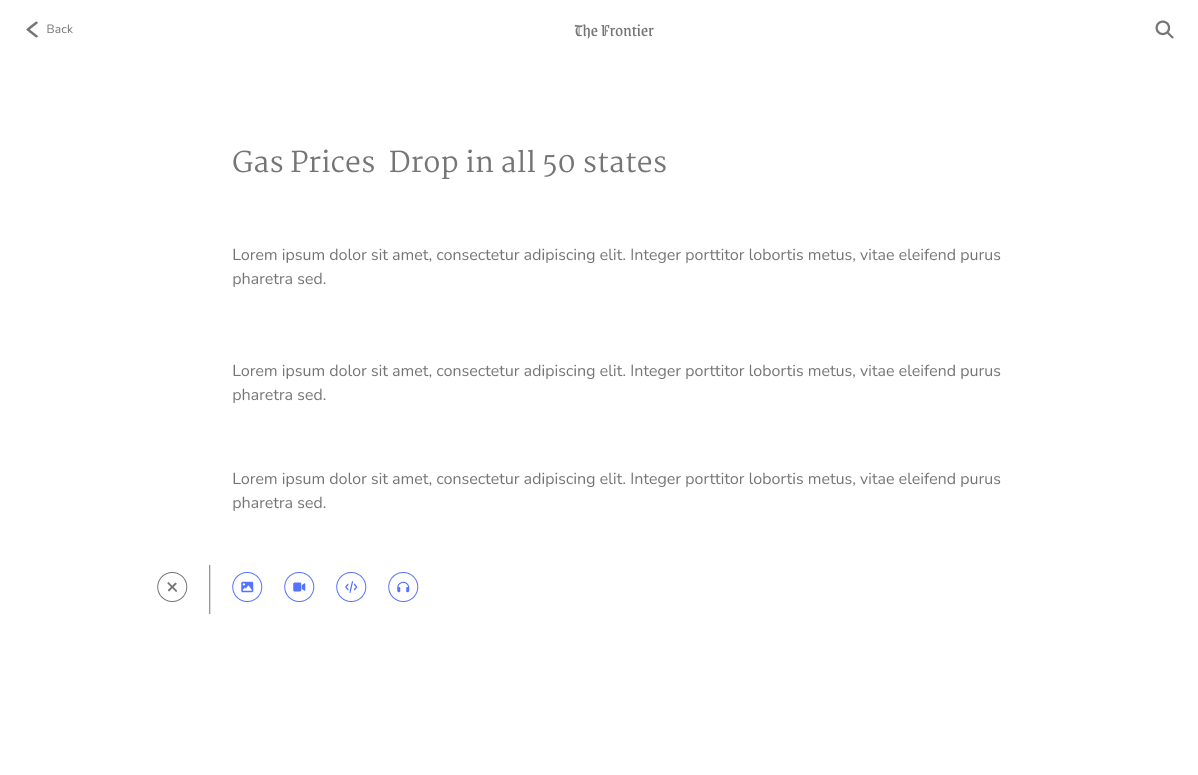 Back
The Frontier
Gas Prices  Drop in all 50 states
Lorem ipsum dolor sit amet, consectetur adipiscing elit. Integer porttitor lobortis metus, vitae eleifend purus
pharetra sed.
Lorem ipsum dolor sit amet, consectetur adipiscing elit. Integer porttitor lobortis metus, vitae eleifend purus
pharetra sed.
Lorem ipsum dolor sit amet, consectetur adipiscing elit. Integer porttitor lobortis metus, vitae eleifend purus
pharetra sed.